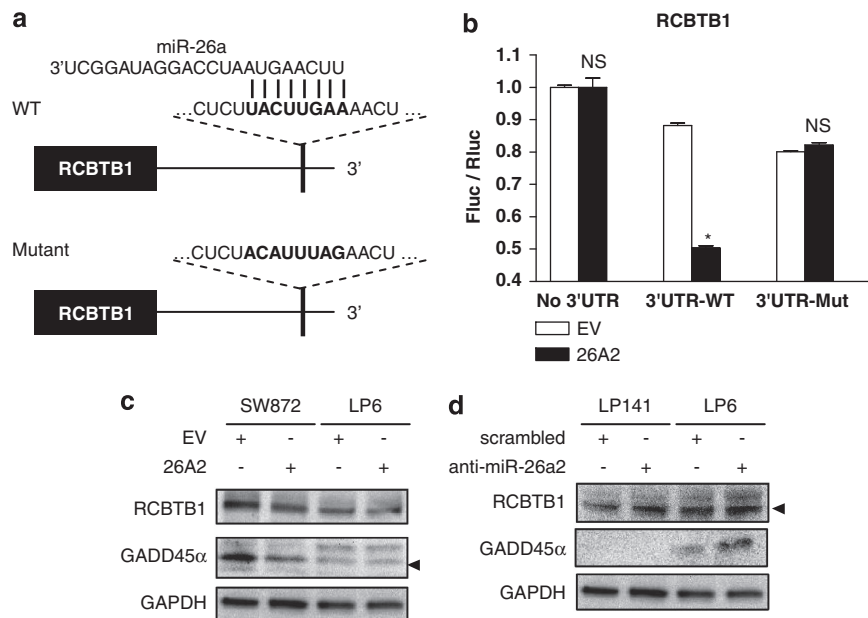 a
miR-26a
3'UCGGAUAGGACCUAAUGAACUU
WT
...CUCUUACUUGAAAACU ...
RCBTB1
3'
Mutant
...CUCUACAUUUAGAACU ...
RCBTB1
3'
b
RCBTB1
Fluc / Rluc
1.1
1.0
0.9
0.8
0.7
0.6
0.5
0.4
NS
*
NS
No 3'UTR 3'UTR-WT 3'UTR-Mut
EV
26A2
c
SW872 LP6
EV + - + -
26A2 - + - +
RCBTB1
GADD45α
GAPDH
d
LP141 LP6
scrambled + - + -
anti-miR-26a2 - + - +
RCBTB1
GADD45α
GAPDH